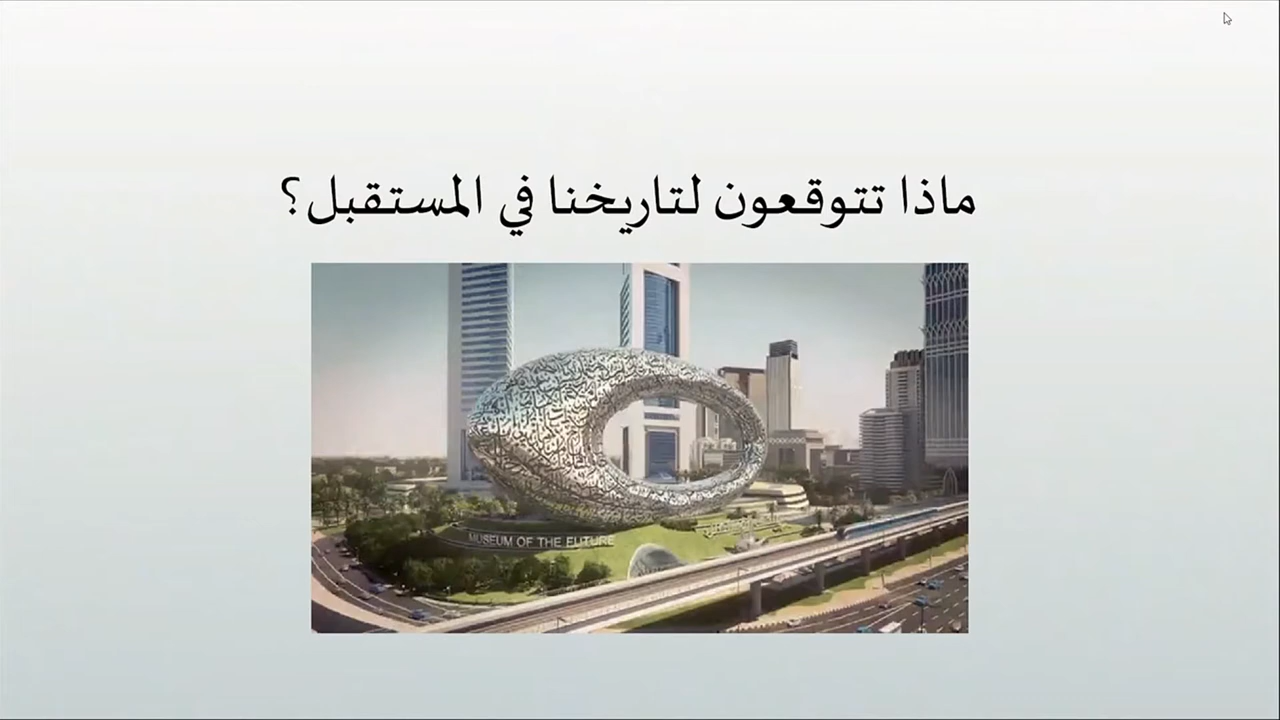 ماذا تتوقعون لتاريخنا في المستقبل؟
MUSEUM OF THE FUTURE